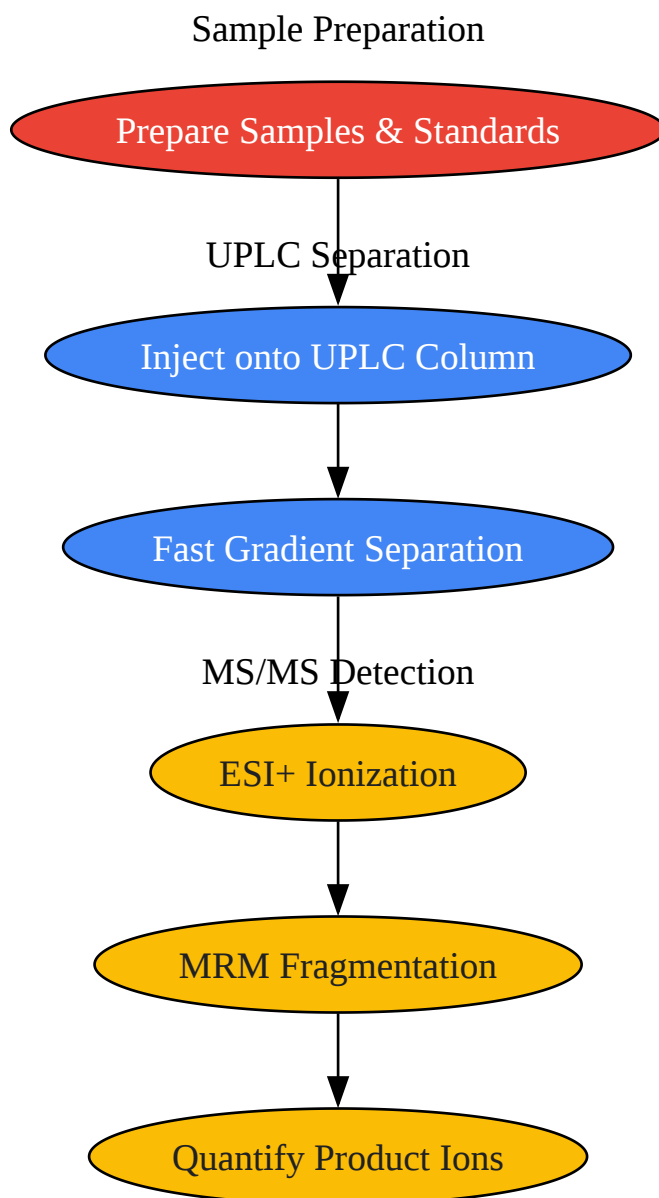 Sample Preparation
Prepare Samples & Standards
UPLC Separation
Inject onto UPLC Column
Fast Gradient Separation
MS/MS Detection
ESI+ Ionization
MRM Fragmentation
Quantify Product Ions